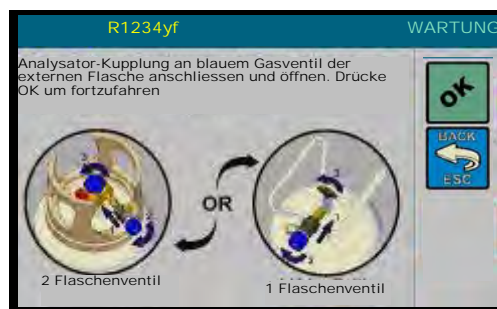 R1234yf
WARTUNG
Analysator-Kupplung an blauem Gasventil der
externen Flasche anschliessen und öffnen. Drücke
OK um fortzufahren
OK
BACK
ESC
OR
2 Flaschenventil
1 Flaschenventil